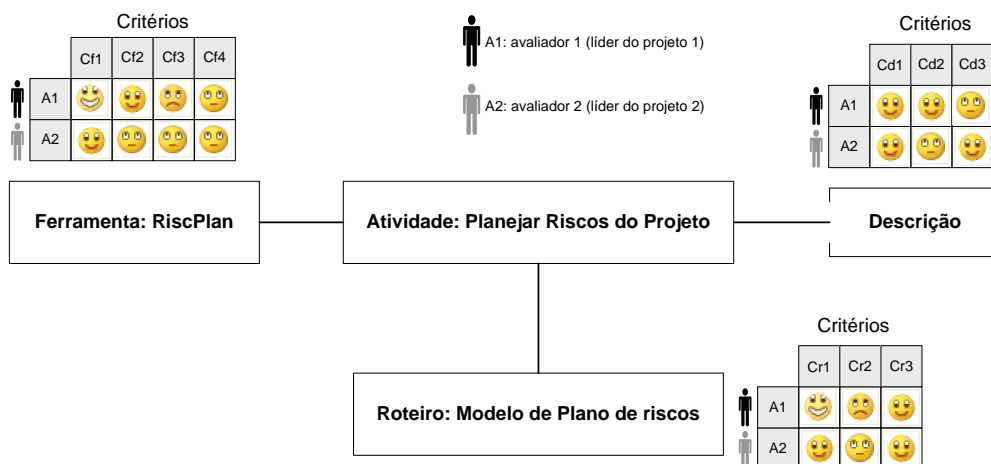 Critérios
Cf1 Cf2 Cf3 Cf4
A1
A2
A1: avaliador 1 (líder do projeto 1)
A2: avaliador 2 (líder do projeto 2)
Critérios
Cd1 Cd2 Cd3
A1
A2
Ferramenta: RiscPlan
Atividade: Planejar Riscos do Projeto
Descrição
Critérios
Cr1 Cr2 Cr3
A1
A2
Roteiro: Modelo de Plano de riscos